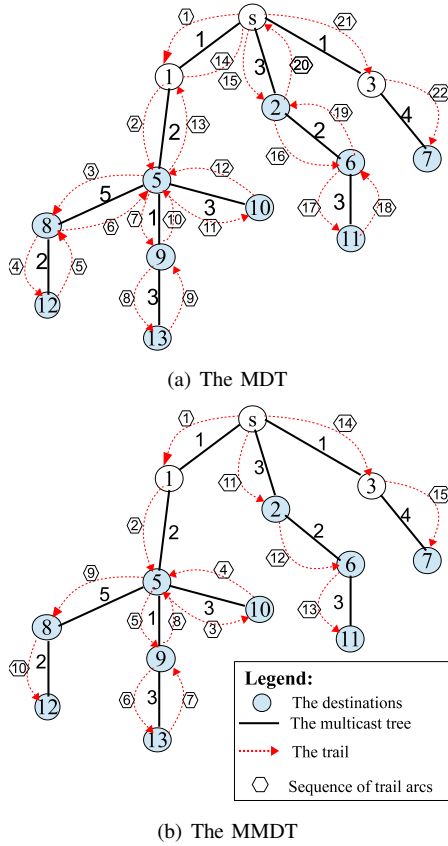 1 s 21
1 14 1
1 15 3 20 3 22
2 13 2 19 4
2 16 2 7
3 5 12 6
5 6 7 1 10 3 11 10 17 3 18
8 9 11
4 2 5 8 3 9
12 13
(a) The MDT
1 s 14
1 1
1 11 3 3 15
2 2 2 4
2 12 7
9 5 4 6
5 5 1 8 3 3 10 13 3
8 9 11
10 2 6 3 7
12 13
Legend:
The destinations
The multicast tree
The trail
Sequence of trail arcs
(b) The MMDT